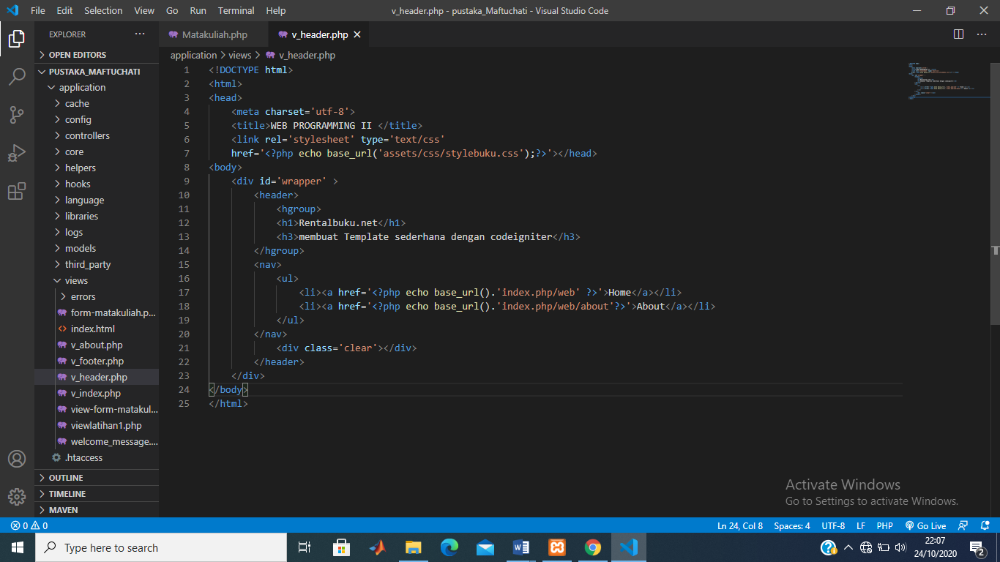 File Edit Selection View Go Run Terminal Help
v_header.php - pustaka_Maftuchati - Visual Studio Code
EXPLORER
OPEN EDITORS
PUSTAKA_MAFTUCHATI
application
cache
config
controllers
core
helpers
hooks
language
libraries
logs
models
third_party
views
errors
form-matakuliah.p...
index.html
v_about.php
v_footer.php
v_header.php
v_index.php
view-form-matakul...
viewlatihan1.php
welcome_message....
.htaccess
OUTLINE
TIMELINE
MAVEN
Matakuliah.php
v_header.php
application > views > v_header.php
1 <!DOCTYPE html>
2 <html>
3 <head>
4 <meta charset='utf-8'>
5 <title>WEB PROGRAMMING II </title>
6 <link rel='stylesheet' type='text/css'
7 href='<?php echo base_url('assets/css/stylebuku.css');?>'></head>
8 <body>
9 <div id='wrapper' >
10 <header>
11 <hgroup>
12 <h1>Rentalbuku.net</h1>
13 <h3>membuat Template sederhana dengan codeigniter</h3>
14 </hgroup>
15 <nav>
16 <ul>
17 <li><a href='<?php echo base_url().'index.php/web' ?>'>Home</a></li>
18 <li><a href='<?php echo base_url().'index.php/web/about'?>'>About</a></li>
19 </ul>
20 </nav>
21 <div class='clear'></div>
22 </header>
23 </div>
24 </body>
25 </html>
Activate Windows
Go to Settings to activate Windows.
0 0
Ln 24, Col 8 Spaces: 4 UTF-8 LF PHP Go Live
Type here to search
22:07
24/10/2020
2